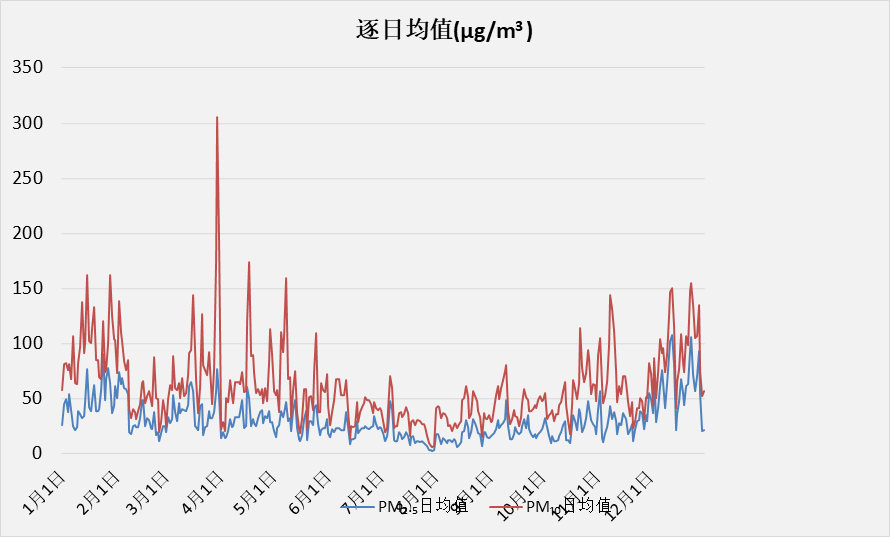 逐日均值(μg/m³)
350
300
250
200
150
100
50
0
1月1日
2月1日
3月1日
4月1日
5月1日
6月1日
7月1日
8月1日
9月1日
10月1日
11月1日
12月1日
PM₂.₅日均值
PM₁₀日均值